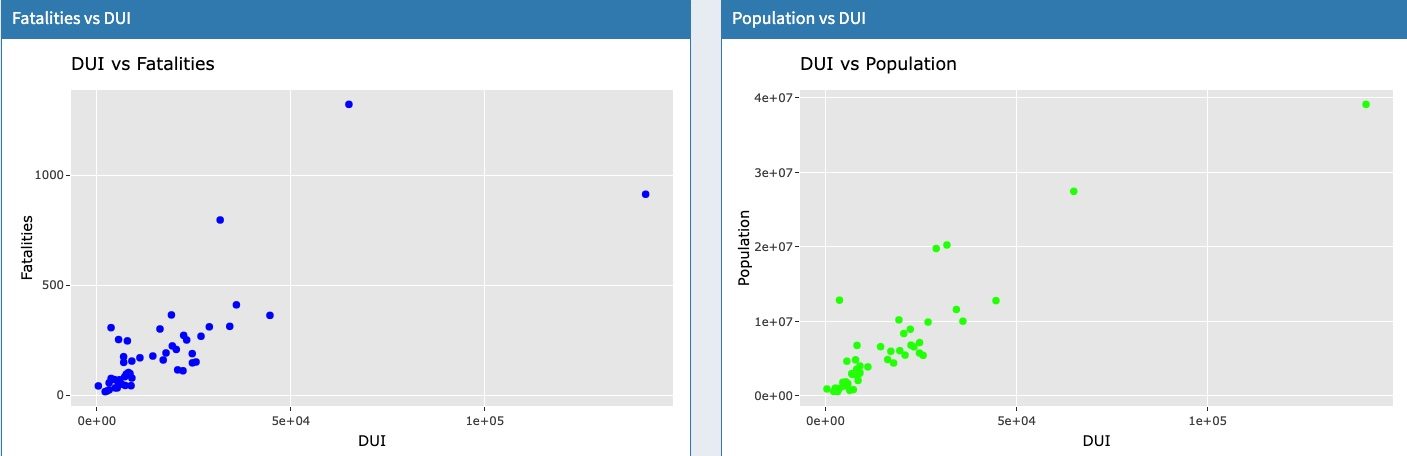 Fatalities vs DUI
DUI vs Fatalities
1000
500
0
Fatalities
0e+00
5e+04
1e+05
DUI
Population vs DUI
DUI vs Population
4e+07
3e+07
2e+07
1e+07
0e+00
Population
0e+00
5e+04
1e+05
DUI